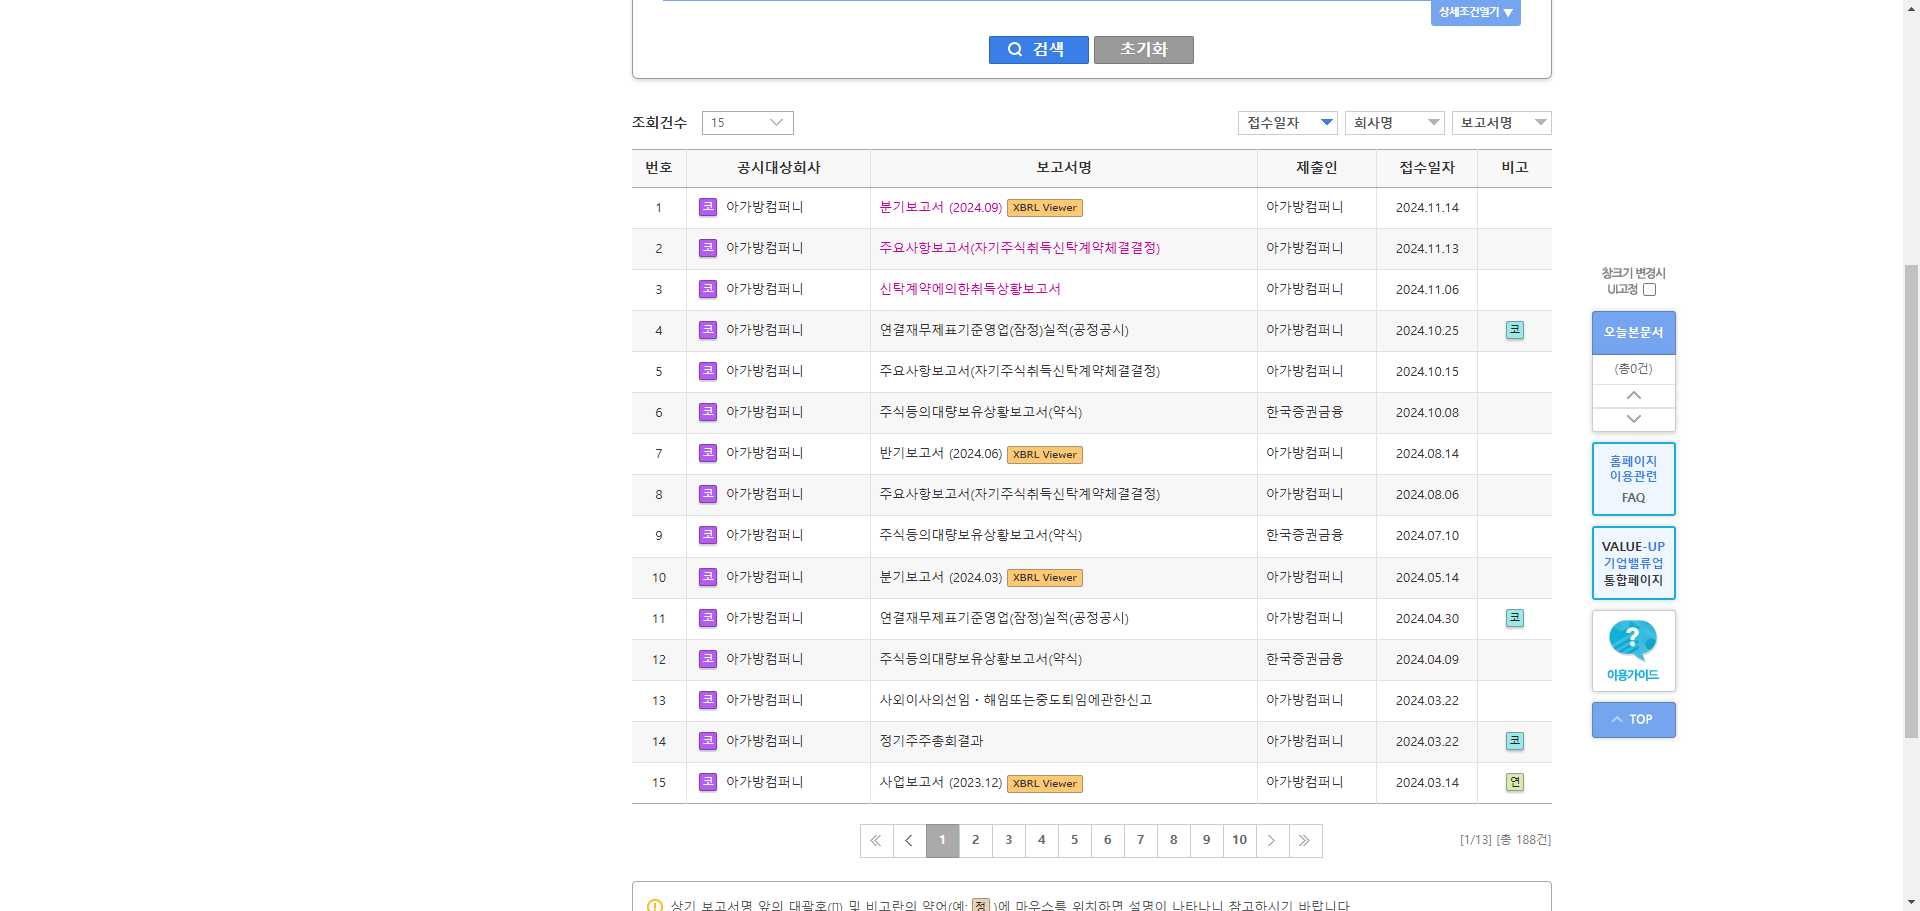 상세조건열기 ▼
검색 초기화
조회건수 15 접수일자 회사명 보고서명
번호 공시대상회사 보고서명 제출인 접수일자 비고
1 코 아가방컴퍼니 분기보고서 (2024.09) XBRL Viewer 아가방컴퍼니 2024.11.14
2 코 아가방컴퍼니 주요사항보고서(자기주식취득신탁계약체결결정) 아가방컴퍼니 2024.11.13
3 코 아가방컴퍼니 신탁계약에의한취득상황보고서 아가방컴퍼니 2024.11.06
4 코 아가방컴퍼니 연결재무제표기준영업(잠정)실적(공정공시) 아가방컴퍼니 2024.10.25 코
5 코 아가방컴퍼니 주요사항보고서(자기주식취득신탁계약체결결정) 아가방컴퍼니 2024.10.15
6 코 아가방컴퍼니 주식등의대량보유상황보고서(약식) 한국증권금융 2024.10.08
7 코 아가방컴퍼니 반기보고서 (2024.06) XBRL Viewer 아가방컴퍼니 2024.08.14
8 코 아가방컴퍼니 주요사항보고서(자기주식취득신탁계약체결결정) 아가방컴퍼니 2024.08.06
9 코 아가방컴퍼니 주식등의대량보유상황보고서(약식) 한국증권금융 2024.07.10
10 코 아가방컴퍼니 분기보고서 (2024.03) XBRL Viewer 아가방컴퍼니 2024.05.14
11 코 아가방컴퍼니 연결재무제표기준영업(잠정)실적(공정공시) 아가방컴퍼니 2024.04.30 코
12 코 아가방컴퍼니 주식등의대량보유상황보고서(약식) 한국증권금융 2024.04.09
13 코 아가방컴퍼니 사외이사의선임ㆍ해임또는중도퇴임에관한신고 아가방컴퍼니 2024.03.22
14 코 아가방컴퍼니 정기주주총회결과 아가방컴퍼니 2024.03.22 코
15 코 아가방컴퍼니 사업보고서 (2023.12) XBRL Viewer 아가방컴퍼니 2024.03.14 연
1 2 3 4 5 6 7 8 9 10 [1/13] [총 188건]
상기 보고서명 앞의 대괄호([]) 및 비고란의 약어(예: 정 )에 마우스를 위치하면 설명이 나타나니 참고하시기 바랍니다
창크기 변경시
UI고정
오늘본문서
(총0건)
홈페이지
이용관련
FAQ
VALUE-UP
기업밸류업
통합페이지
?
이용가이드
TOP